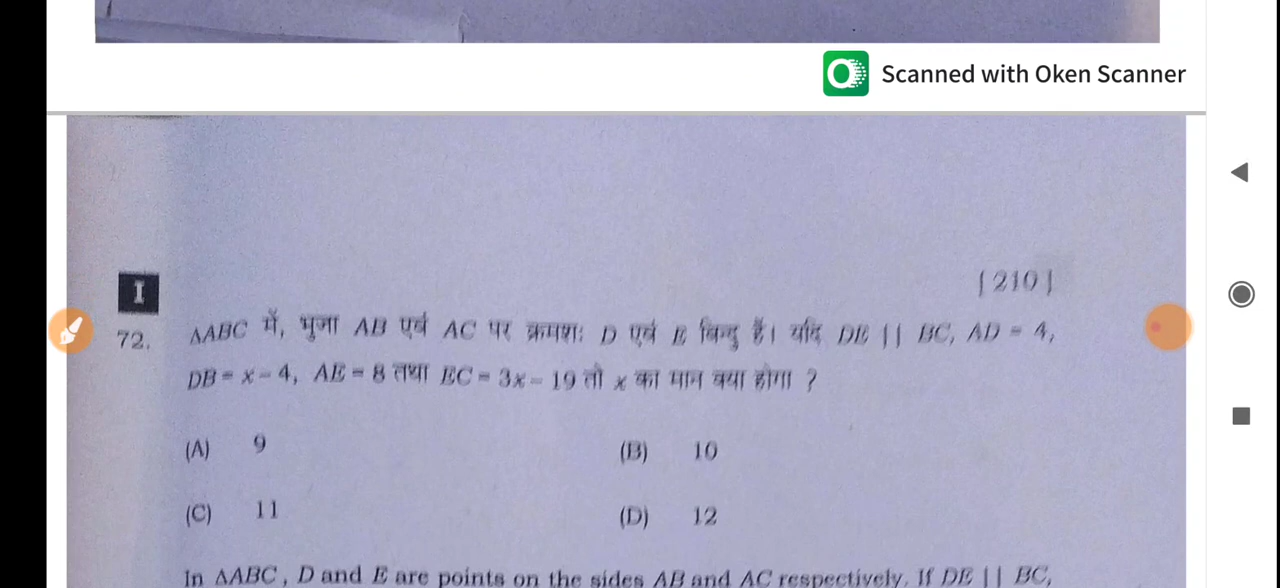 Scanned with Oken Scanner
I
[ 210 ]
72. ΔABC में, भुजा AB एवं AC पर क्रमशः D एवं E बिन्दु हैं। यदि DE || BC, AD = 4,
DB = x – 4, AE = 8 तथा EC = 3x – 19 तो x का मान क्या होगा ?
(A) 9 (B) 10
(C) 11 (D) 12
In ΔABC, D and E are points on the sides AB and AC respectively. If DE || BC,